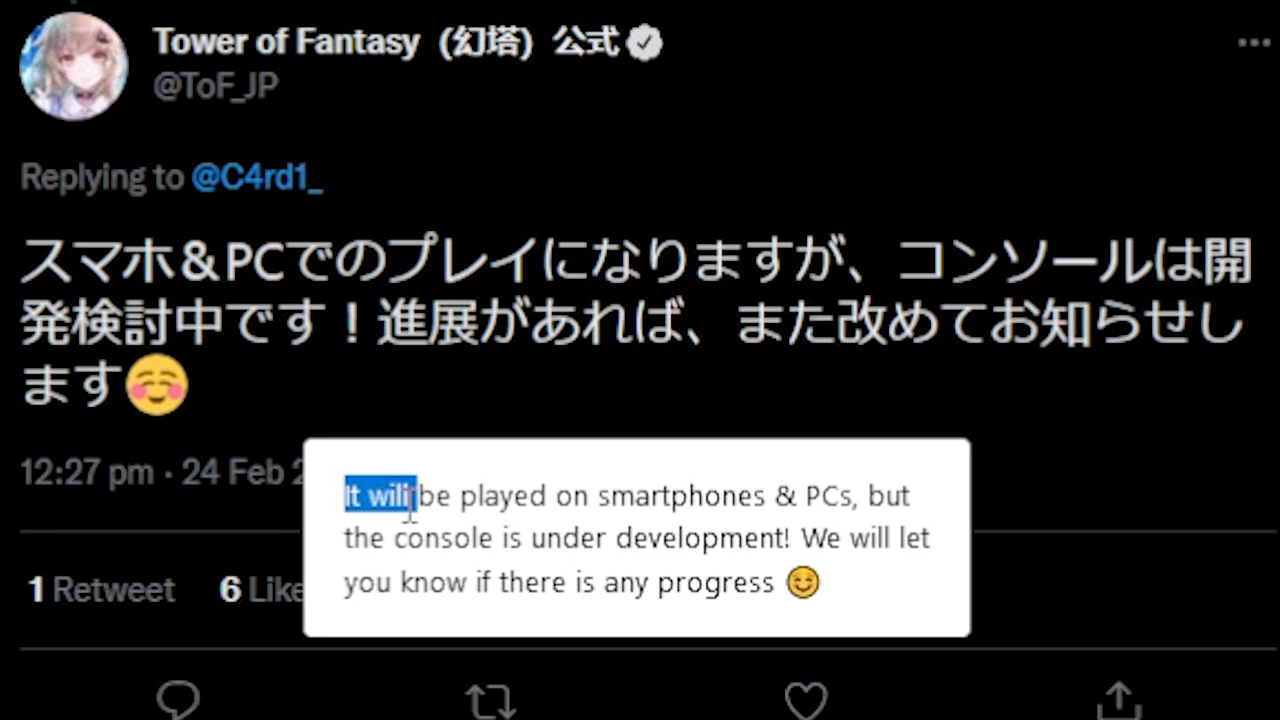 Tower of Fantasy（幻塔）公式
@ToF_JP
Replying to @C4rd1_
スマホ＆PCでのプレイになりますが、コンソールは開
発検討中です！進展があれば、また改めてお知らせし
ます😊
12:27 pm · 24 Feb
It will be played on smartphones & PCs, but
the console is under development! We will let
you know if there is any progress 😊
1 Retweet 6 Like